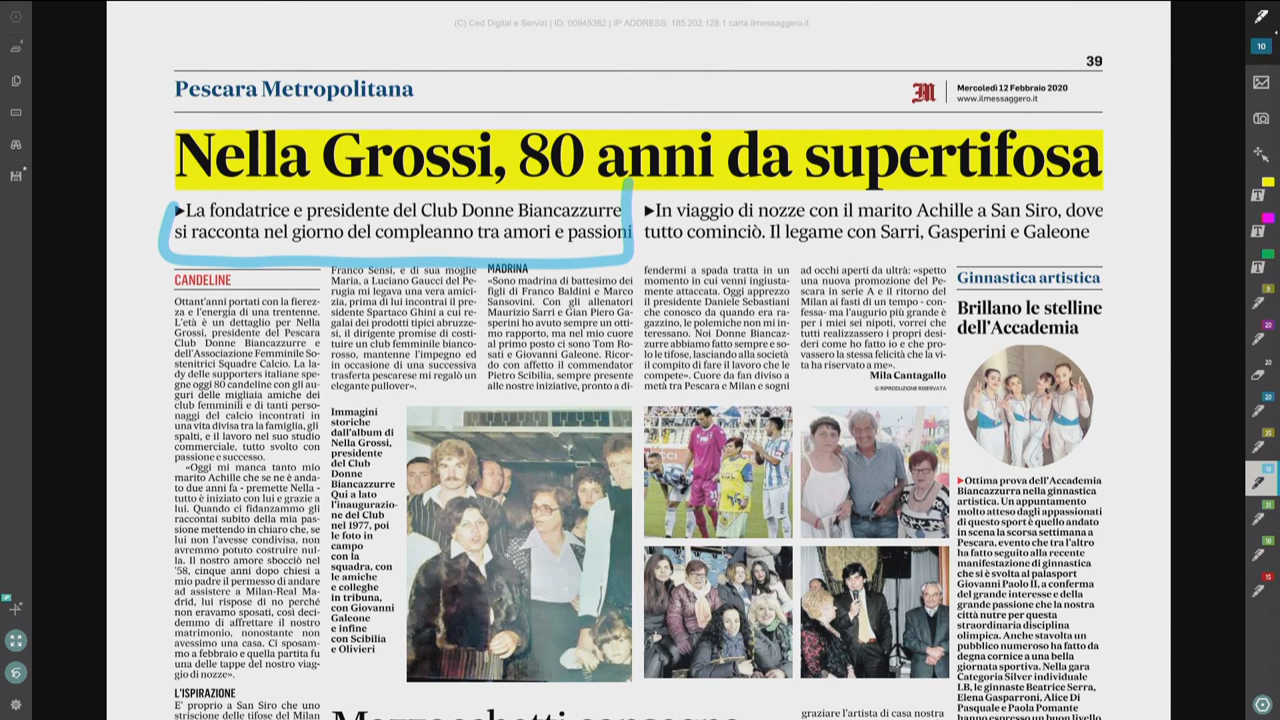 (C) Ced Digital e Servizi | ID: 00945382 | IP ADDRESS: 185.202.128.1 carta.ilmessaggero.it
39
Pescara Metropolitana
M
Mercoledì 12 Febbraio 2020
www.ilmessaggero.it
Nella Grossi, 80 anni da supertifosa
►La fondatrice e presidente del Club Donne Biancazzurre
si racconta nel giorno del compleanno tra amori e passioni
►In viaggio di nozze con il marito Achille a San Siro, dove
tutto cominciò. Il legame con Sarri, Gasperini e Galeone
CANDELINE
Ottant'anni portati con la fierez-
za e l'energia di una trentenne.
L'età è un dettaglio per Nella
Grossi, presidente del Pescara
Club Donne Biancazzurre e
dell'Associazione Femminile So-
stenitrici Squadre Calcio. La la-
dy delle supporters italiane spe-
gne oggi 80 candeline con gli au-
guri delle migliaia amiche dei
club femminili e di tanti perso-
naggi del calcio incontrati in
una vita divisa tra la famiglia, gli
spalti, e il lavoro nel suo studio
commerciale, tutto svolto con
passione e successo.
«Oggi mi manca tanto mio
marito Achille che se ne è anda-
to due anni fa - premette Nella -
tutto è iniziato con lui e grazie a
lui. Quando ci fidanzammo gli
raccontai subito della mia pas-
sione mettendo in chiaro che, se
lui non l'avesse condivisa, non
avremmo potuto costruire nul-
la. Il nostro amore sbocciò nel
'58, cinque anni dopo chiesi a
mio padre il permesso di andare
ad assistere a Milan-Real Ma-
drid, lui rispose di no perché
non eravamo sposati, così deci-
demmo di affrettare il nostro
matrimonio, nonostante non
avessimo una casa. Ci sposam-
mo a febbraio e quella partita fu
una delle tappe del nostro viag-
gio di nozze».
L'ISPIRAZIONE
E' proprio a San Siro che uno
striscione delle tifose del Milan
Franco Sensi, e di sua moglie
Maria, a Luciano Gaucci del Pe-
rugia mi legava una vera amici-
zia, prima di lui incontrai il pre-
sidente Spartaco Ghini a cui re-
galai dei prodotti tipici abruzze-
si, il dirigente promise di costi-
tuire un club femminile bianco-
rosso, mantenne l'impegno ed
in occasione di una successiva
trasferta pescarese mi regalò un
elegante pullover».
MADRINA
«Sono madrina di battesimo dei
figli di Franco Baldini e Marco
Sansovini. Con gli allenatori
Maurizio Sarri e Gian Piero Ga-
sperini ho avuto sempre un otti-
mo rapporto, ma nel mio cuore
al primo posto ci sono Tom Ro-
sati e Giovanni Galeone. Ricor-
do con affetto il commendator
Pietro Scibilia, sempre presente
alle nostre iniziative, pronto a di-
fendermi a spada tratta in un
momento in cui venni ingiusta-
mente attaccata. Oggi apprezzo
il presidente Daniele Sebastiani
che conosco da quando era ra-
gazzino, le polemiche non mi in-
teressano. Noi Donne Biancaz-
zurre abbiamo fatto sempre e so-
lo le tifose, lasciando alla società
il compito di fare il lavoro che le
compete». Cuore da fan diviso a
metà tra Pescara e Milan e sogni
ad occhi aperti da ultrà: «spetto
una nuova promozione del Pe-
scara in serie A e il ritorno del
Milan ai fasti di un tempo - con-
fessa- ma l'augurio più grande è
per i miei sei nipoti, vorrei che
tutti realizzassero i propri desi-
deri come ho fatto io e che pro-
vassero la stessa felicità che la vi-
ta ha riservato a me».
Mila Cantagallo
© RIPRODUZIONE RISERVATA
Immagini
storiche
dall'album di
Nella Grossi,
presidente
del Club
Donne
Biancazzurre
Qui a lato
l'inaugurazio-
ne del Club
nel 1977, poi
le foto in
campo
con la
squadra, con
le amiche
e colleghe
in tribuna,
con Giovanni
Galeone
e infine
con Scibilia
e Olivieri
Ginnastica artistica
Brillano le stelline
dell'Accademia
►Ottima prova dell'Accademia
Biancazzurra nella ginnastica
artistica. Un appuntamento
molto atteso dagli appassionati
di questo sport è quello andato
in scena la scorsa settimana a
Pescara, evento che tra l'altro
ha fatto seguito alla recente
manifestazione di ginnastica
che si è svolta al palasport
Giovanni Paolo II, a conferma
del grande interesse e della
grande passione che la nostra
città nutre per questa
straordinaria disciplina
olimpica. Anche stavolta un
pubblico numeroso ha fatto da
degna cornice a una bella
giornata sportiva. Nella gara
Categoria Silver individuale
LB, le ginnaste Beatrice Serra,
Elena Gasparroni, Alice Di
Pasquale e Paola Pomante
hanno espresso un buon livello
graziare l'artista di casa nostra
10